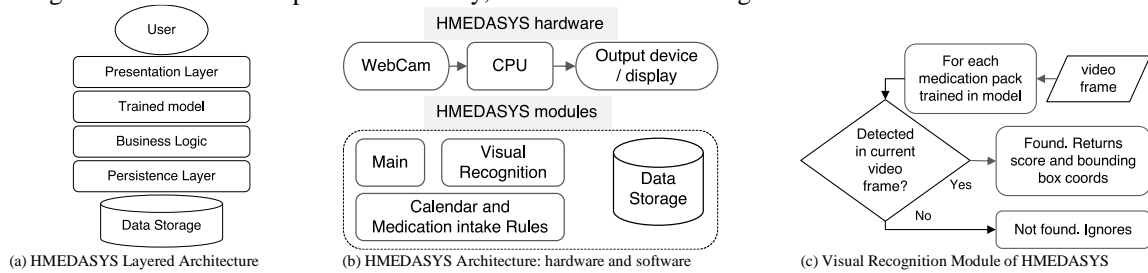 HMEDASYS hardware
User
Presentation Layer
Trained model
Business Logic
Persistence Layer
Data Storage
(a) HMEDASYS Layered Architecture
WebCam
CPU
Output device
/ display
HMEDASYS modules
Main
Visual
Recognition
Calendar and
Medication intake Rules
Data
Storage
(b) HMEDASYS Architecture: hardware and software
For each
medication pack
trained in model
video
frame
Detected
in current
video
frame?
Yes
No
Found. Returns
score and bounding
box coords
Not found. Ignores
(c) Visual Recognition Module of HMEDASYS